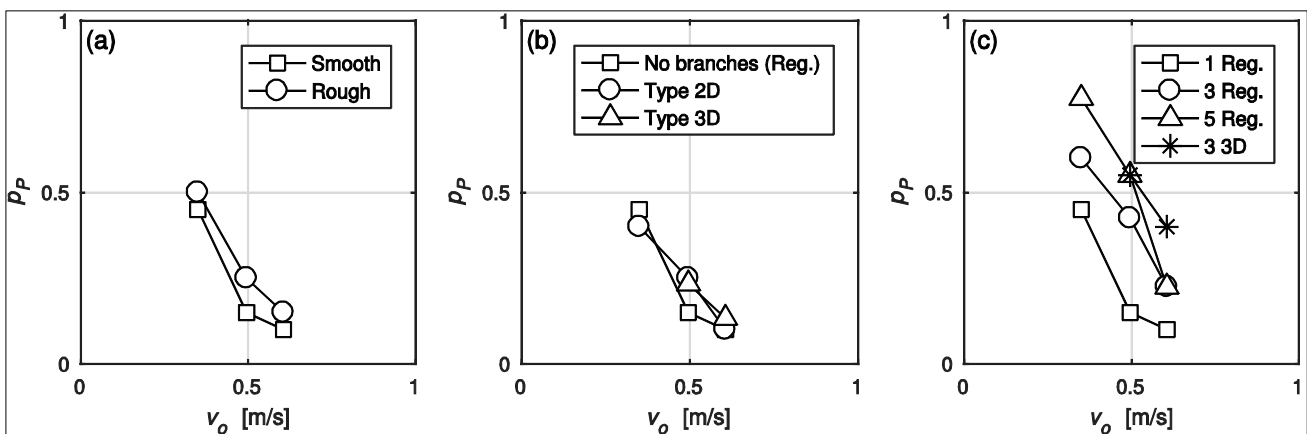 (a)
Smooth
Rough
1
0.5
0
0
0.5
1
p_P
v_o [m/s]
(b)
No branches (Reg.)
Type 2D
Type 3D
1
0.5
0
0
0.5
1
p_P
v_o [m/s]
(c)
1 Reg.
3 Reg.
5 Reg.
3 3D
1
0.5
0
0
0.5
1
p_P
v_o [m/s]